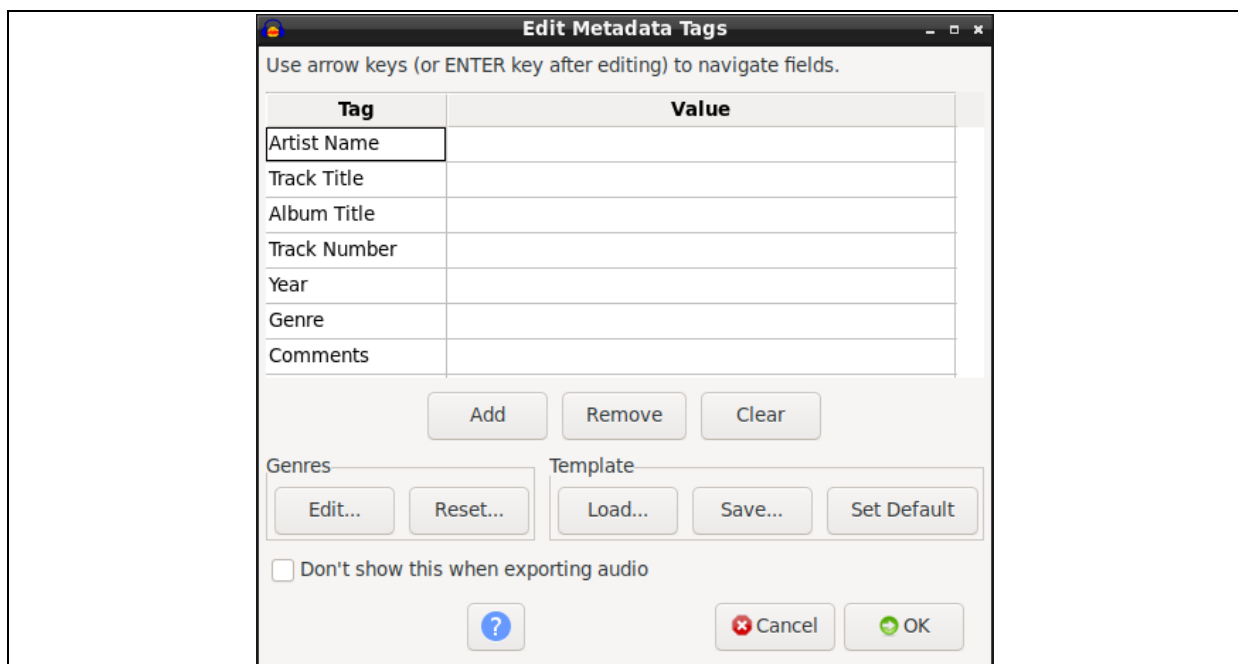 Edit Metadata Tags
Use arrow keys (or ENTER key after editing) to navigate fields.
Tag Value
Artist Name
Track Title
Album Title
Track Number
Year
Genre
Comments
Add Remove Clear
Genres Template
Edit... Reset... Load... Save... Set Default
Don't show this when exporting audio
? Cancel OK